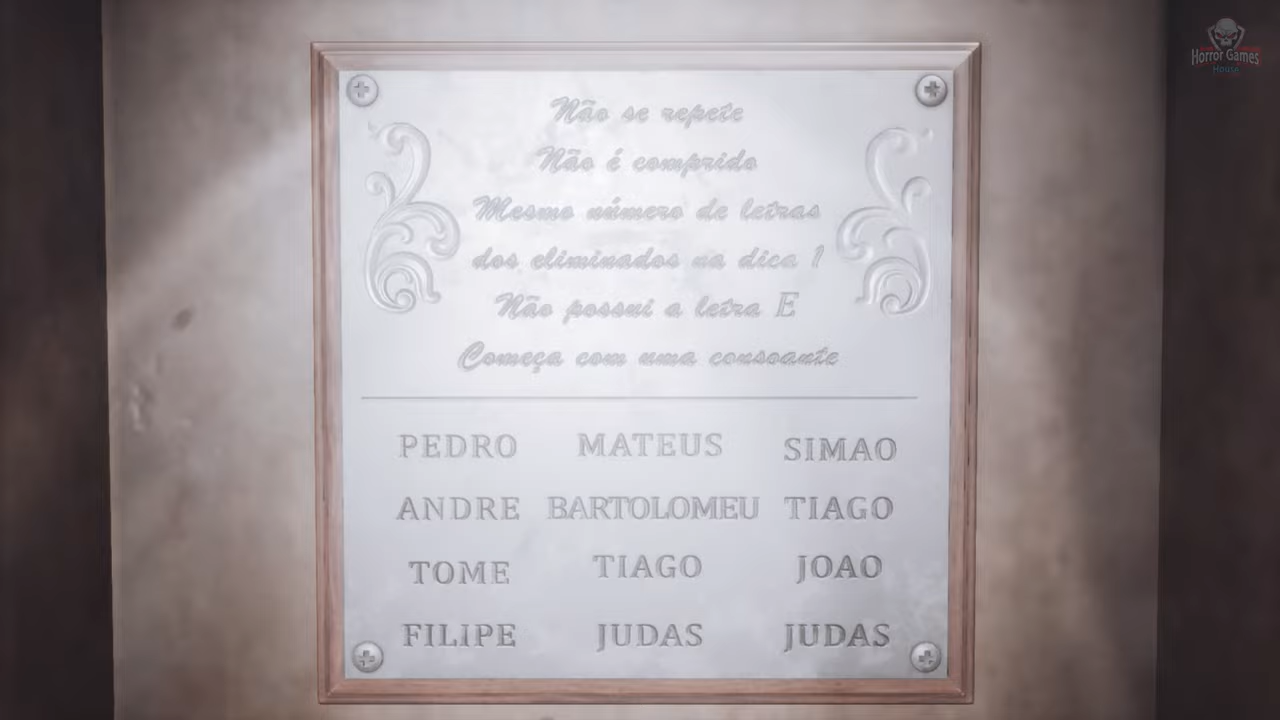 Horror Games
House
Não se repete
Não é comprido
Mesmo número de letras
dos eliminados na dica 1
Não possui a letra E
Começa com uma consoante
PEDRO MATEUS SIMAO
ANDRE BARTOLOMEU TIAGO
TOME TIAGO JOAO
FILIPE JUDAS JUDAS